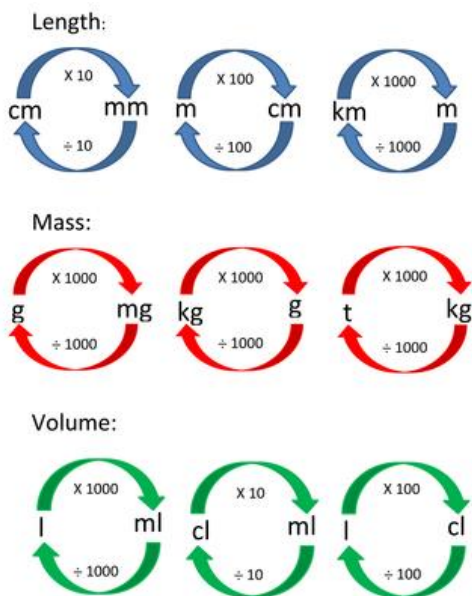 Length:
X 10 X 100 X 1000
cm mm m cm km m
÷ 10 ÷ 100 ÷ 1000
Mass:
X 1000 X 1000 X 1000
g mg kg g t kg
÷ 1000 ÷ 1000 ÷ 1000
Volume:
X 1000 X 10 X 100
l ml cl ml l cl
÷ 1000 ÷ 10 ÷ 100